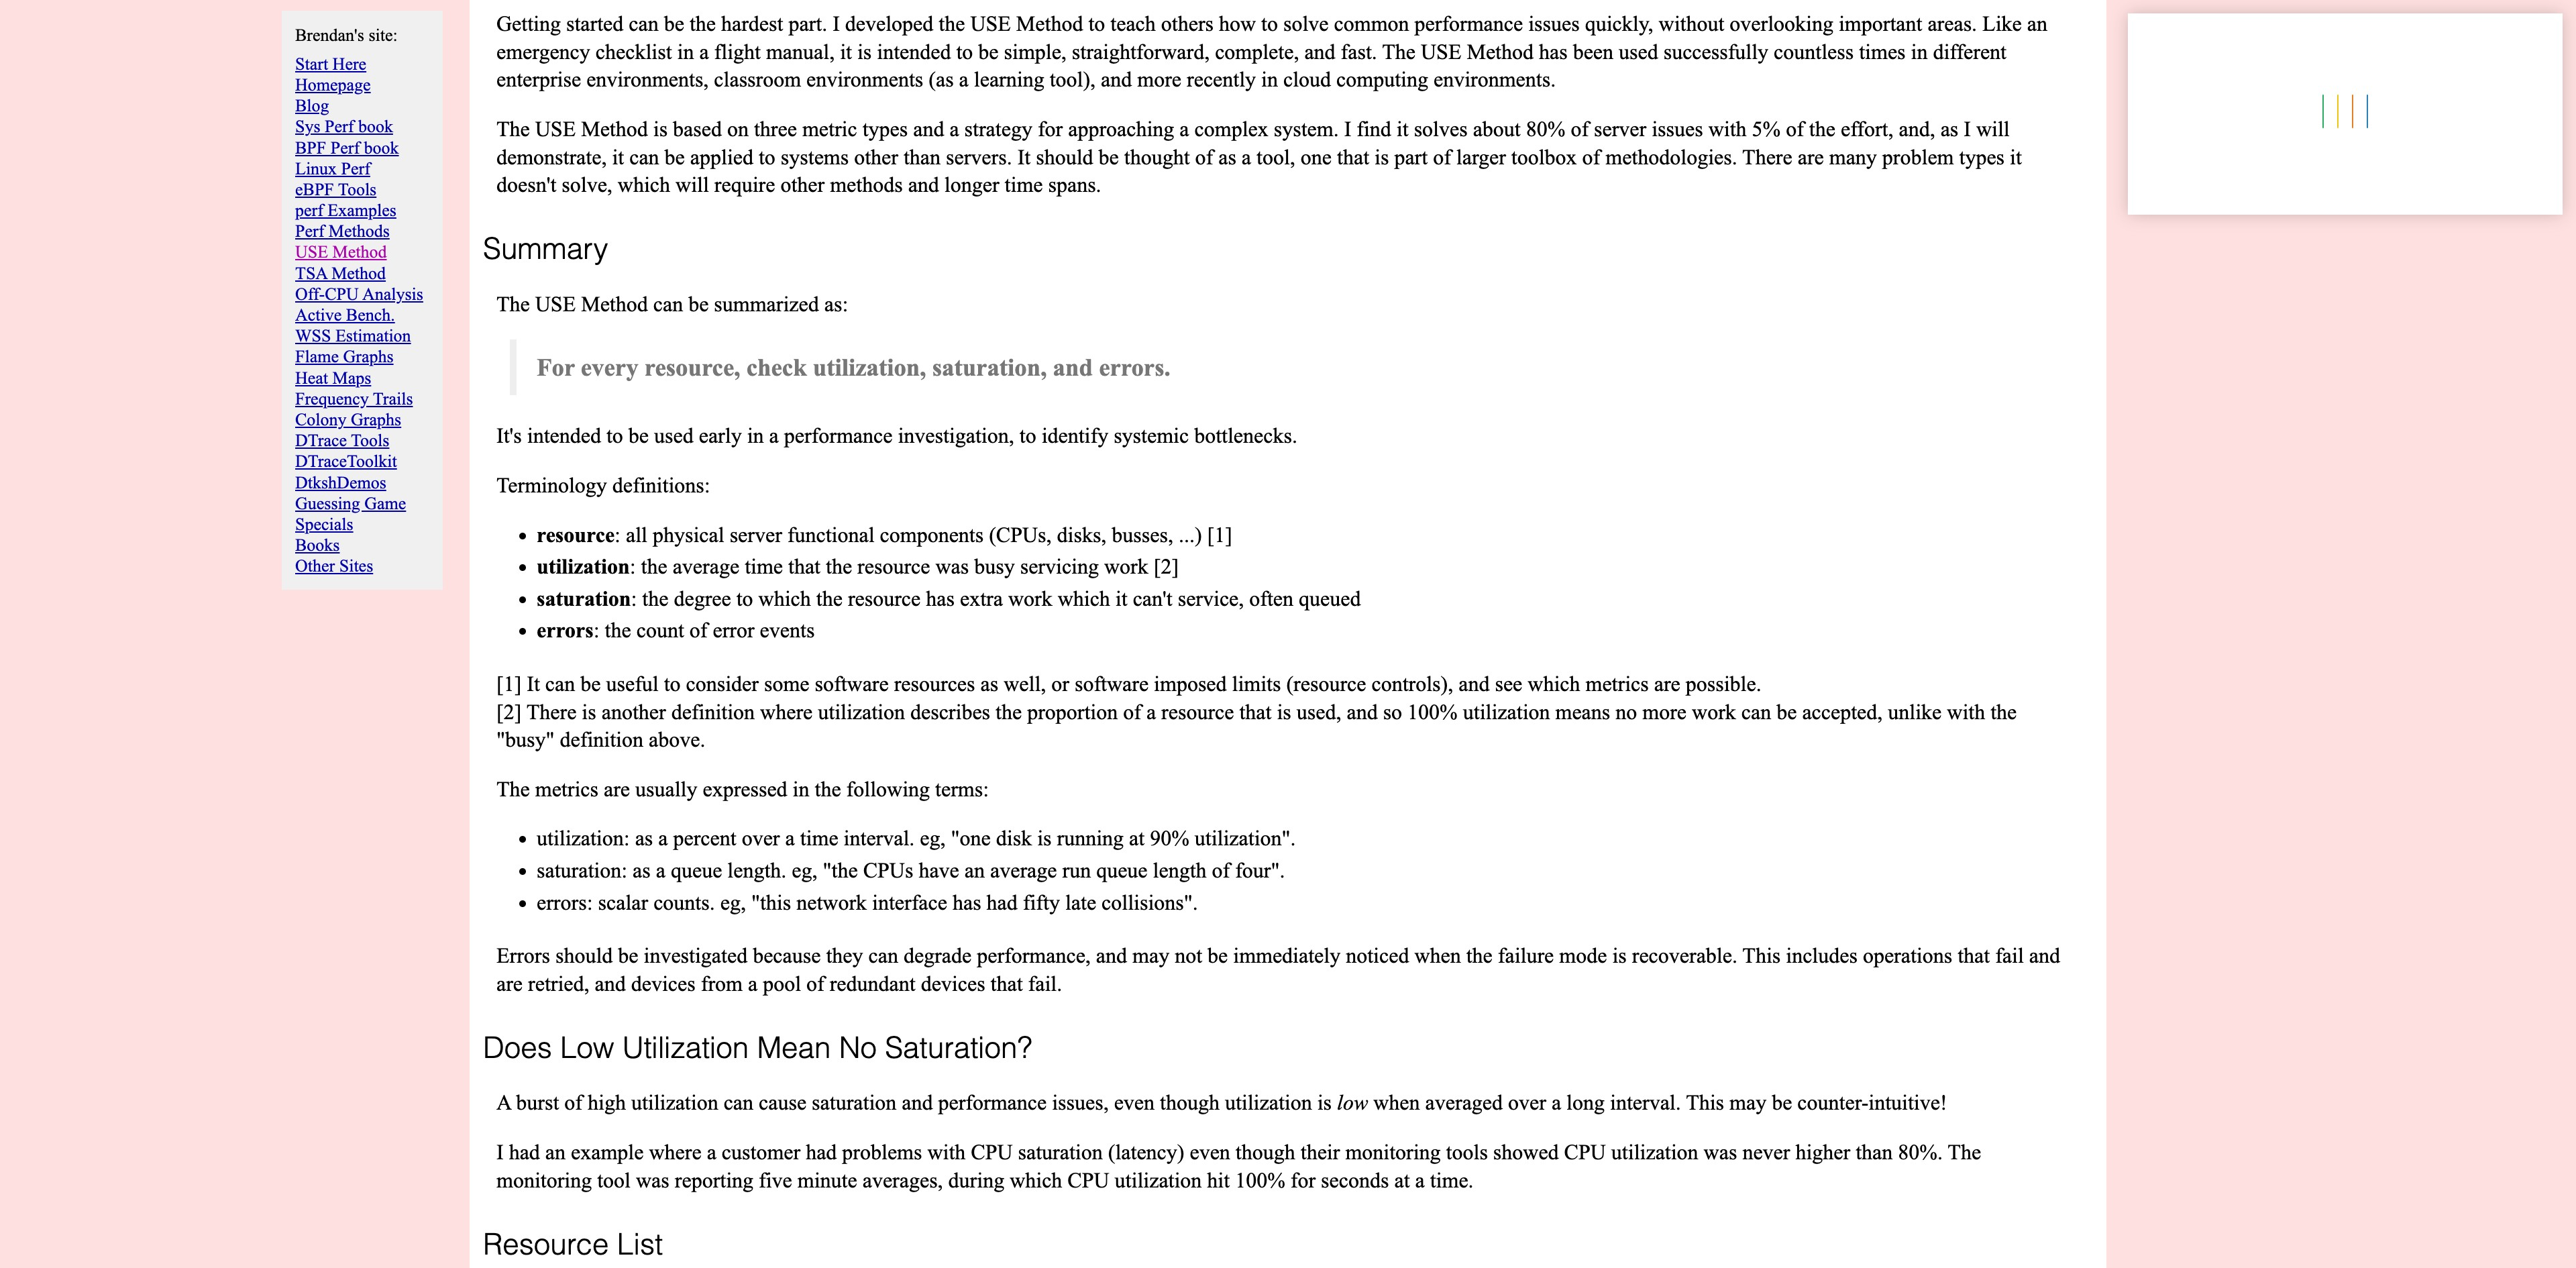 Brendan's site:
Start Here
Homepage
Blog
Sys Perf book
BPF Perf book
Linux Perf
eBPF Tools
perf Examples
Perf Methods
USE Method
TSA Method
Off-CPU Analysis
Active Bench.
WSS Estimation
Flame Graphs
Heat Maps
Frequency Trails
Colony Graphs
DTrace Tools
DTraceToolkit
DtkshDemos
Guessing Game
Specials
Books
Other Sites
Getting started can be the hardest part. I developed the USE Method to teach others how to solve common performance issues quickly, without overlooking important areas. Like an
emergency checklist in a flight manual, it is intended to be simple, straightforward, complete, and fast. The USE Method has been used successfully countless times in different
enterprise environments, classroom environments (as a learning tool), and more recently in cloud computing environments.
The USE Method is based on three metric types and a strategy for approaching a complex system. I find it solves about 80% of server issues with 5% of the effort, and, as I will
demonstrate, it can be applied to systems other than servers. It should be thought of as a tool, one that is part of larger toolbox of methodologies. There are many problem types it
doesn't solve, which will require other methods and longer time spans.
Summary
The USE Method can be summarized as:
For every resource, check utilization, saturation, and errors.
It's intended to be used early in a performance investigation, to identify systemic bottlenecks.
Terminology definitions:
• resource: all physical server functional components (CPUs, disks, busses, ...) [1]
• utilization: the average time that the resource was busy servicing work [2]
• saturation: the degree to which the resource has extra work which it can't service, often queued
• errors: the count of error events
[1] It can be useful to consider some software resources as well, or software imposed limits (resource controls), and see which metrics are possible.
[2] There is another definition where utilization describes the proportion of a resource that is used, and so 100% utilization means no more work can be accepted, unlike with the
"busy" definition above.
The metrics are usually expressed in the following terms:
• utilization: as a percent over a time interval. eg, "one disk is running at 90% utilization".
• saturation: as a queue length. eg, "the CPUs have an average run queue length of four".
• errors: scalar counts. eg, "this network interface has had fifty late collisions".
Errors should be investigated because they can degrade performance, and may not be immediately noticed when the failure mode is recoverable. This includes operations that fail and
are retried, and devices from a pool of redundant devices that fail.
Does Low Utilization Mean No Saturation?
A burst of high utilization can cause saturation and performance issues, even though utilization is low when averaged over a long interval. This may be counter-intuitive!
I had an example where a customer had problems with CPU saturation (latency) even though their monitoring tools showed CPU utilization was never higher than 80%. The
monitoring tool was reporting five minute averages, during which CPU utilization hit 100% for seconds at a time.
Resource List